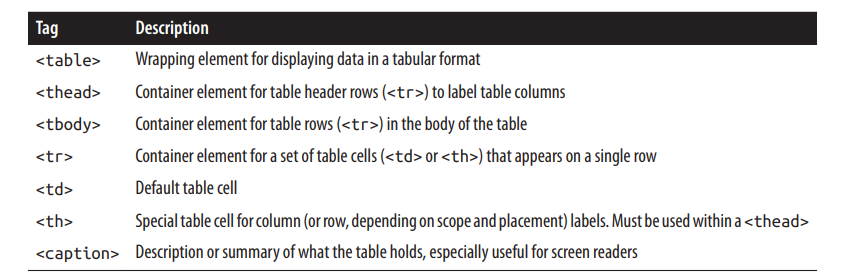 Tag Description
<table> Wrapping element for displaying data in a tabular format
<thead> Container element for table header rows (<tr>) to label table columns
<tbody> Container element for table rows (<tr>) in the body of the table
<tr> Container element for a set of table cells (<td> or <th>) that appears on a single row
<td> Default table cell
<th> Special table cell for column (or row, depending on scope and placement) labels. Must be used within a <thead>
<caption> Description or summary of what the table holds, especially useful for screen readers